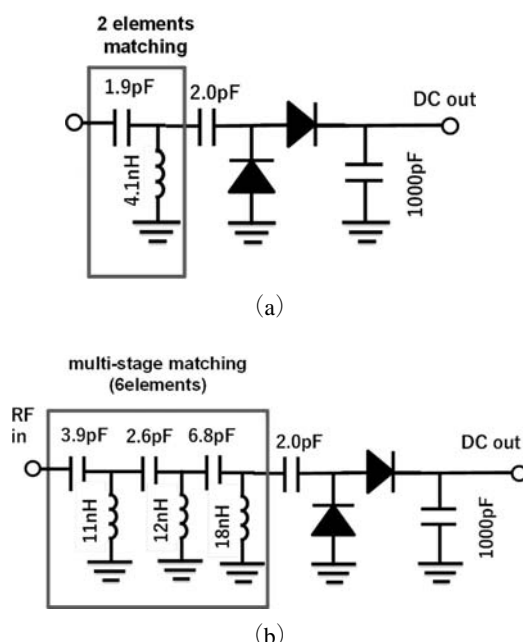 (a)
2 elements
matching
1.9pF
2.0pF
DC out
4.1nH
1000pF
(a)
multi-stage matching
(6elements)
RF
in
3.9pF
2.6pF
6.8pF
2.0pF
DC out
11nH
12nH
18nH
1000pF
(b)